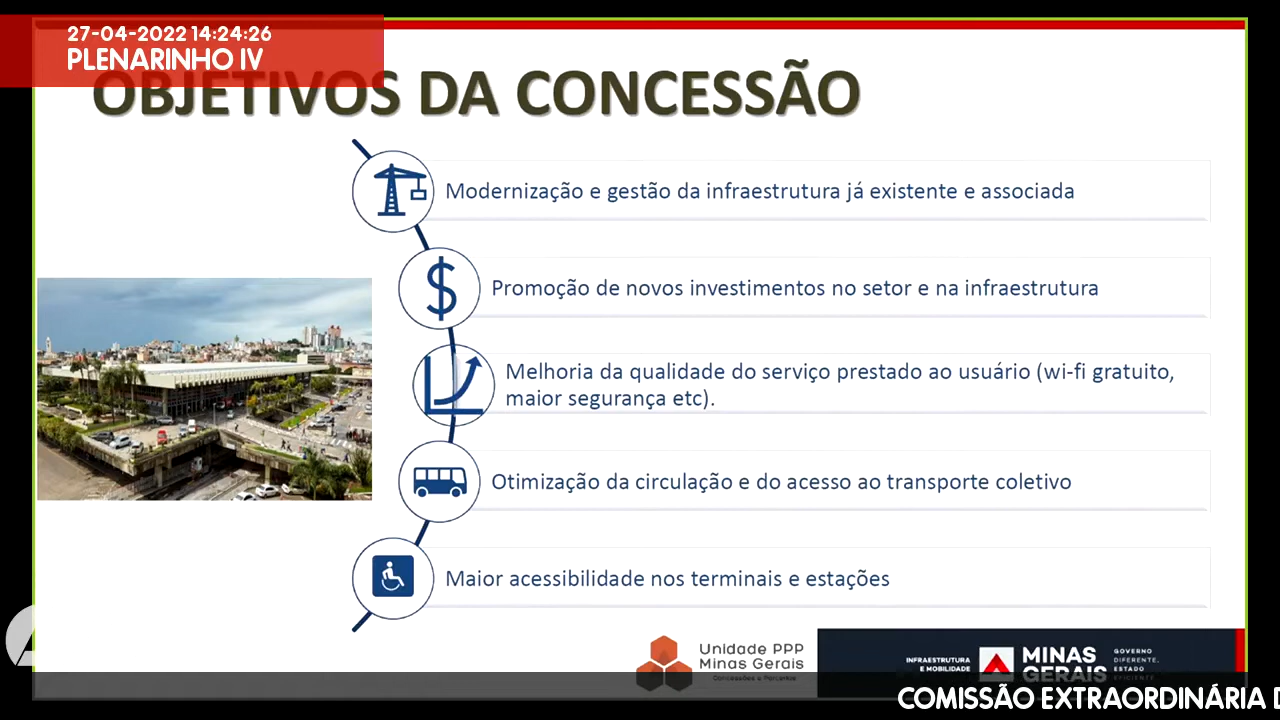 27-04-2022 14:24:26
PLENARINHO IV
OBJETIVOS DA CONCESSÃO
Modernização e gestão da infraestrutura já existente e associada
Promoção de novos investimentos no setor e na infraestrutura
Melhoria da qualidade do serviço prestado ao usuário (wi-fi gratuito,
maior segurança etc).
Otimização da circulação e do acesso ao transporte coletivo
Maior acessibilidade nos terminais e estações
Unidade PPP
Minas Gerais
Concessões e Parcerias
INFRAESTRUTURA
E MOBILIDADE
MINAS
GERAIS
GOVERNO
DIFERENTE.
ESTADO
EFICIENTE.
COMISSÃO EXTRAORDINÁRIA D